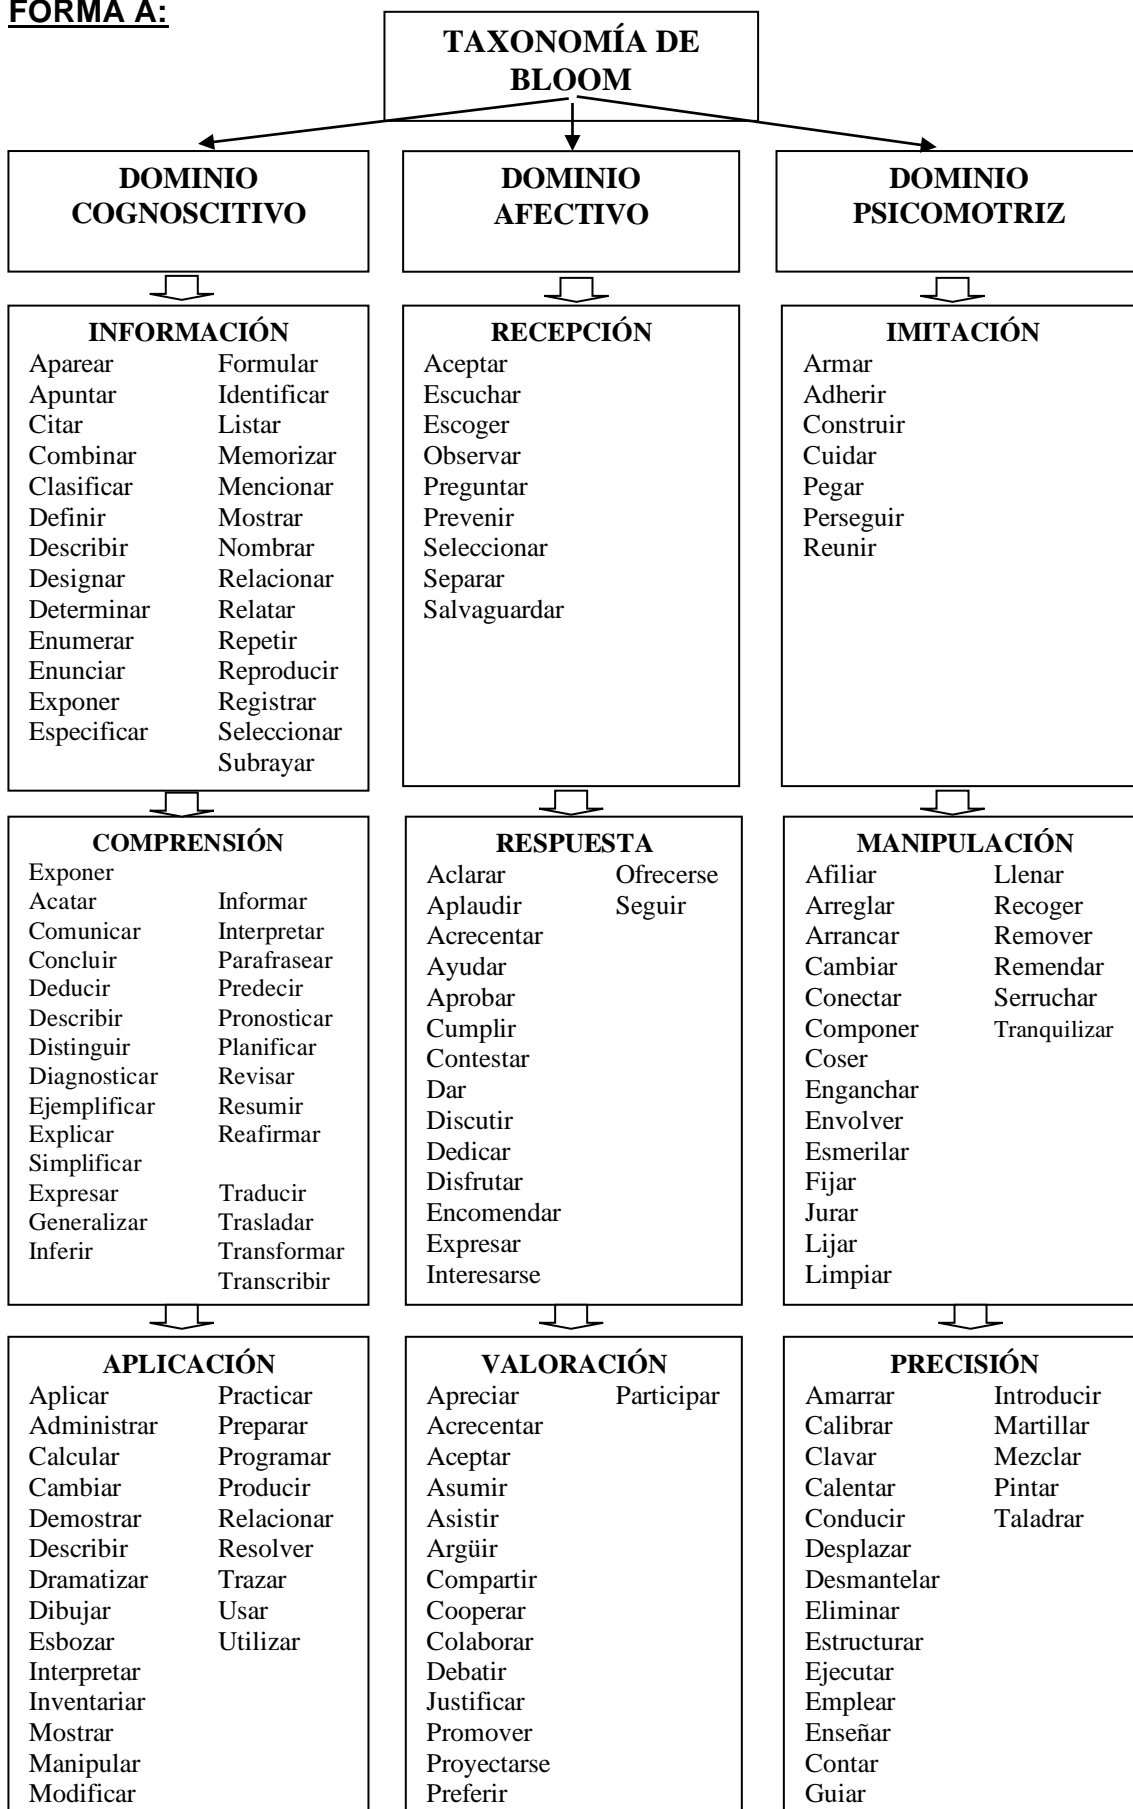 FORMA A:
TAXONOMÍA DE
BLOOM
DOMINIO
COGNOSCITIVO
DOMINIO
AFECTIVO
DOMINIO
PSICOMOTRIZ
INFORMACIÓN
Aparear Formular
Apuntar Identificar
Citar Listar
Combinar Memorizar
Clasificar Mencionar
Definir Mostrar
Describir Nombrar
Designar Relacionar
Determinar Relatar
Enumerar Repetir
Enunciar Reproducir
Exponer Registrar
Especificar Seleccionar
Subrayar
RECEPCIÓN
Aceptar
Escuchar
Escoger
Observar
Preguntar
Prevenir
Seleccionar
Separar
Salvaguardar
IMITACIÓN
Armar
Adherir
Construir
Cuidar
Pegar
Perseguir
Reunir
COMPRENSIÓN
Exponer
Acatar Informar
Comunicar Interpretar
Concluir Parafrasear
Deducir Predecir
Describir Pronosticar
Distinguir Planificar
Diagnosticar Revisar
Ejemplificar Resumir
Explicar Reafirmar
Simplificar
Expresar Traducir
Generalizar Trasladar
Inferir Transformar
Transcribir
RESPUESTA
Aclarar Ofrecerse
Aplaudir Seguir
Acrecentar
Ayudar
Aprobar
Cumplir
Contestar
Dar
Discutir
Dedicar
Disfrutar
Encomendar
Expresar
Interesarse
MANIPULACIÓN
Afiliar Llenar
Arreglar Recoger
Arrancar Remover
Cambiar Remendar
Conectar Serruchar
Componer Tranquilizar
Coser
Enganchar
Envolver
Esmerilar
Fijar
Jurar
Lijar
Limpiar
APLICACIÓN
Aplicar Practicar
Administrar Preparar
Calcular Programar
Cambiar Producir
Demostrar Relacionar
Describir Resolver
Dramatizar Trazar
Dibujar Usar
Esbozar Utilizar
Interpretar
Inventariar
Mostrar
Manipular
Modificar
VALORACIÓN
Apreciar Participar
Acrecentar
Aceptar
Asumir
Asistir
Argüir
Compartir
Cooperar
Colaborar
Debatir
Justificar
Promover
Proyectarse
Preferir
PRECISIÓN
Amarrar Introducir
Calibrar Martillar
Clavar Mezclar
Calentar Pintar
Conducir Taladrar
Desplazar
Desmantelar
Eliminar
Estructurar
Ejecutar
Emplear
Enseñar
Contar
Guiar